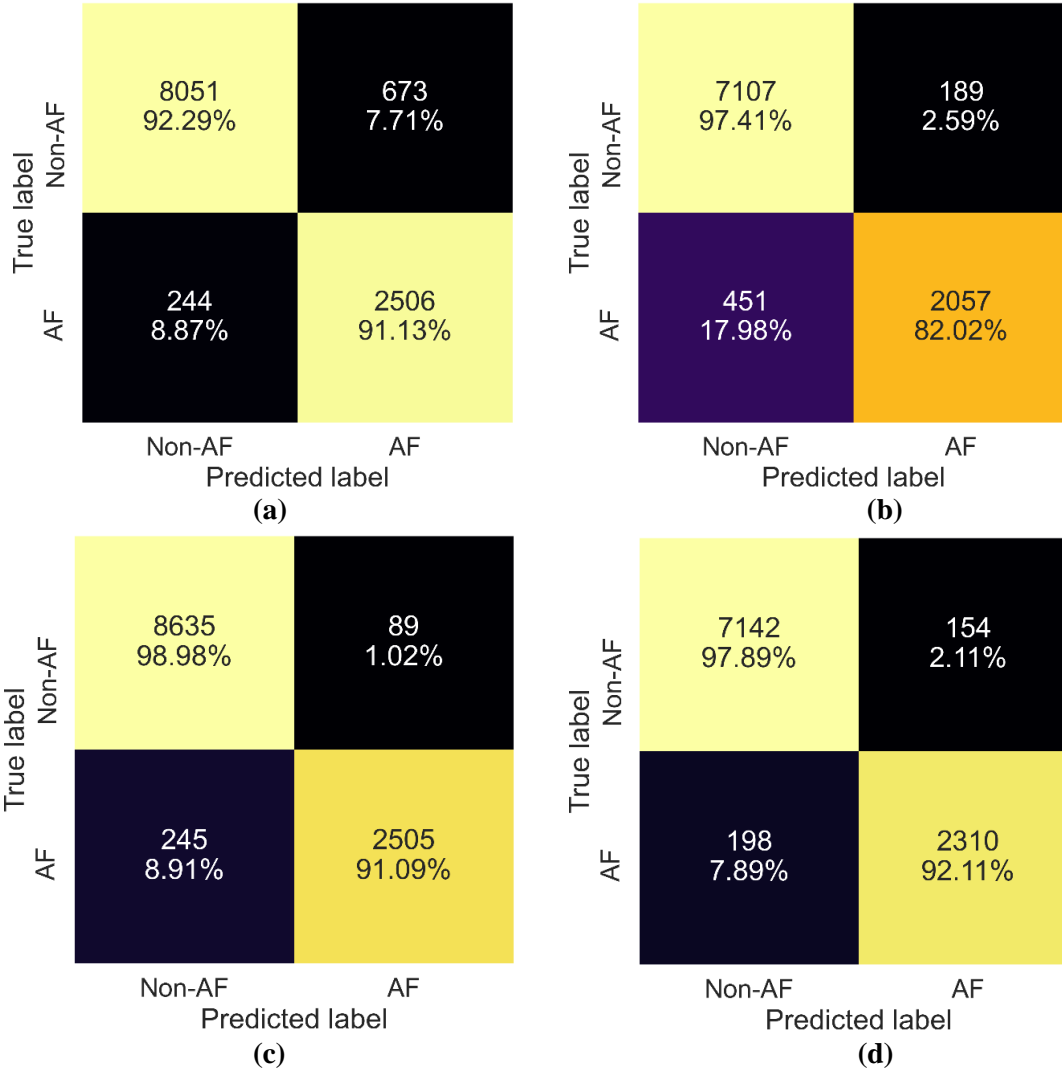 8051
92.29%
673
7.71%
244
8.87%
2506
91.13%
True label
Non-AF
AF
Non-AF
AF
Predicted label
(a)
7107
97.41%
189
2.59%
451
17.98%
2057
82.02%
True label
Non-AF
AF
Non-AF
AF
Predicted label
(b)
8635
98.98%
89
1.02%
245
8.91%
2505
91.09%
True label
Non-AF
AF
Non-AF
AF
Predicted label
(c)
7142
97.89%
154
2.11%
198
7.89%
2310
92.11%
True label
Non-AF
AF
Non-AF
AF
Predicted label
(d)